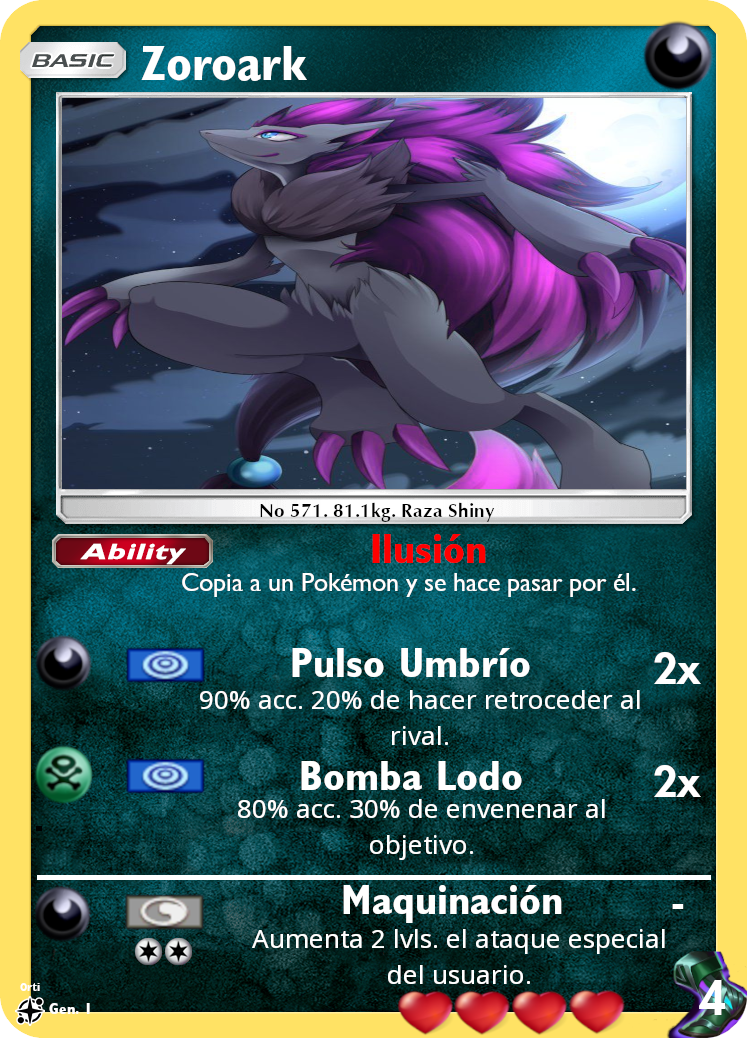 BASIC Zoroark
No 571. 81.1kg. Raza Shiny
Ability Ilusión
Copia a un Pokémon y se hace pasar por él.
Pulso Umbrío 2x
90% acc. 20% de hacer retroceder al
rival.
Bomba Lodo 2x
80% acc. 30% de envenenar al
objetivo.
Maquinación -
Aumenta 2 lvls. el ataque especial
del usuario.
4
Orti
Gen. 1